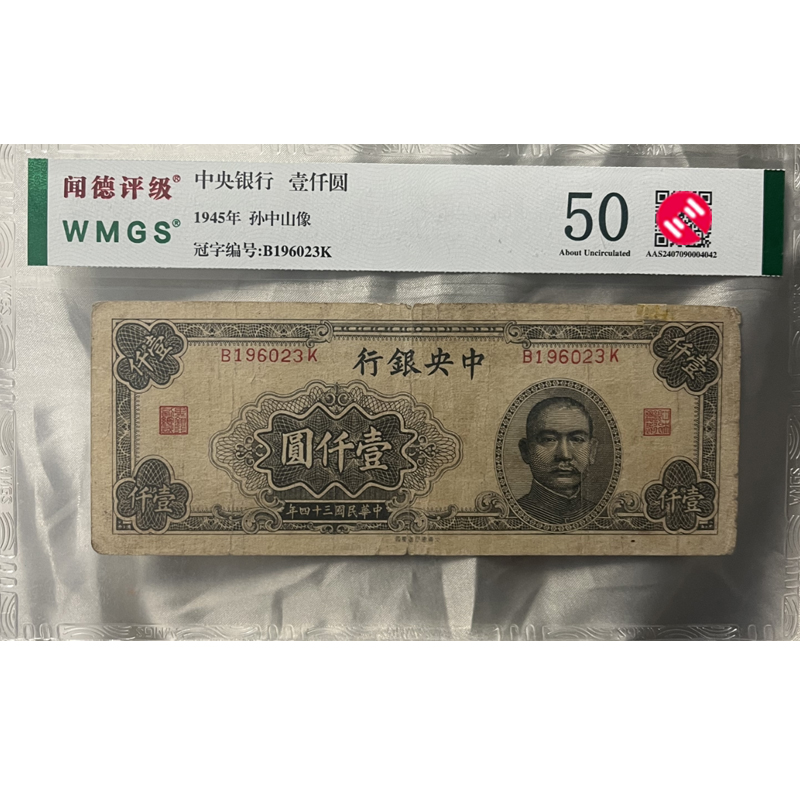 闻德评级®
WMGS®
中央银行 壹仟圆
1945年 孙中山像
冠字编号:B196023K
50
About Uncirculated
AAS2407090004042
壹仟
壹仟
B196023K
B196023K
中央銀行
壹仟圓
中華民國三十四年
壹仟
壹仟